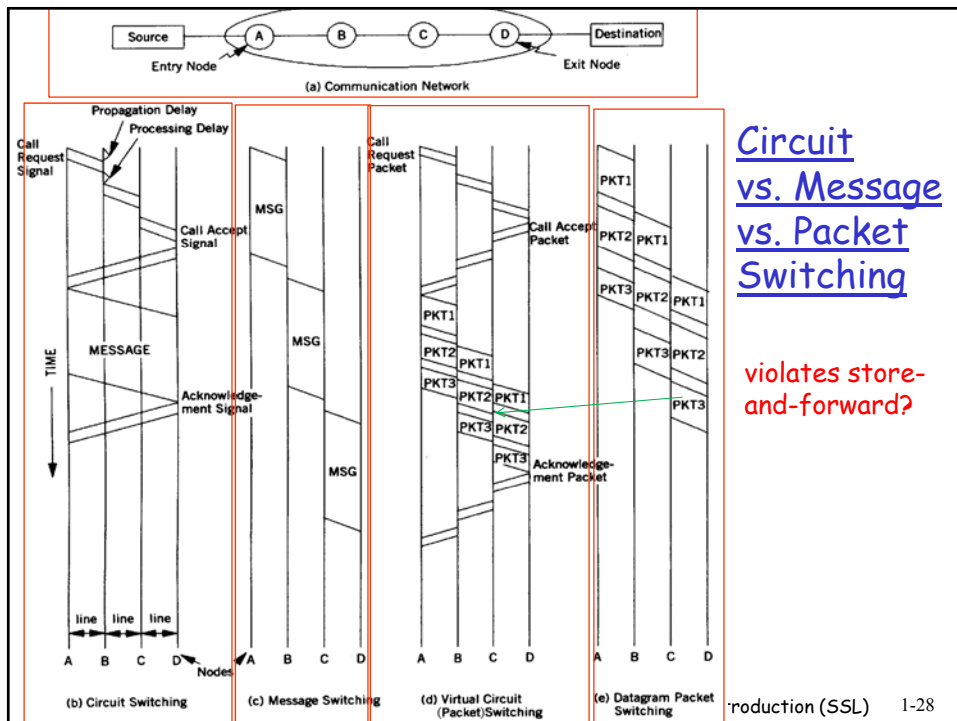 Source
A
B
C
D
Destination
Entry Node
Exit Node
(a) Communication Network
Circuit
vs. Message
vs. Packet
Switching
violates store-
and-forward?
Propagation Delay
Processing Delay
Call
Request
Signal
Call Accept
Signal
MESSAGE
TIME
Acknowledge-
ment Signal
line
line
line
A
B
C
D
Nodes
(b) Circuit Switching
MSG
MSG
MSG
A
B
C
D
(c) Message Switching
Call
Request
Packet
Call Accept
Packet
PKT1
PKT2
PKT1
PKT3
PKT2
PKT1
PKT3
PKT2
PKT3
Acknowledge-
ment Packet
A
B
C
D
(d) Virtual Circuit
(Packet)Switching
PKT1
PKT2
PKT1
PKT3
PKT2
PKT1
PKT3
PKT2
PKT3
A
B
C
D
(e) Datagram Packet
Switching
roduction (SSL)
1-28